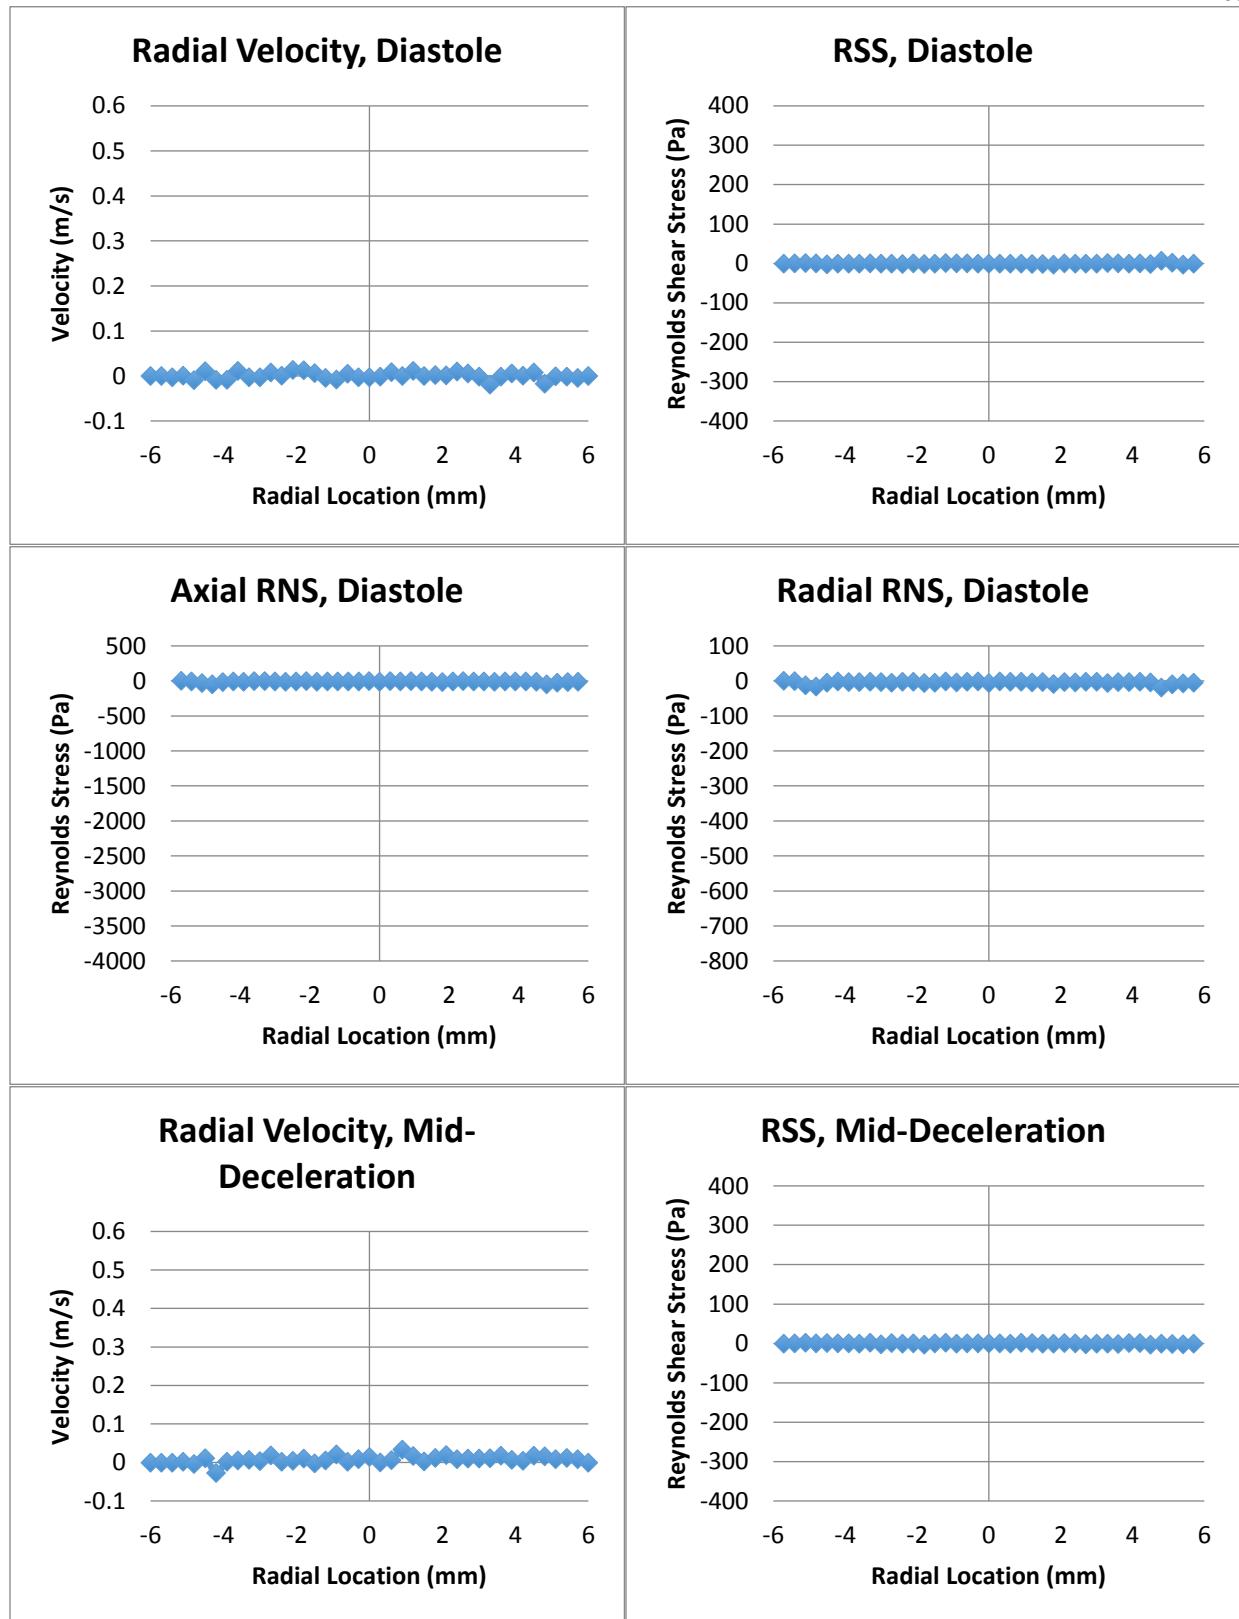 Radial Velocity, Diastole
0.6
0.5
0.4
0.3
0.2
0.1
0
-0.1
Velocity (m/s)
-6 -4 -2 0 2 4 6
Radial Location (mm)
RSS, Diastole
400
300
200
100
0
-100
-200
-300
-400
Reynolds Shear Stress (Pa)
-6 -4 -2 0 2 4 6
Radial Location (mm)
Axial RNS, Diastole
500
0
-500
-1000
-1500
-2000
-2500
-3000
-3500
-4000
Reynolds Stress (Pa)
-6 -4 -2 0 2 4 6
Radial Location (mm)
Radial RNS, Diastole
100
0
-100
-200
-300
-400
-500
-600
-700
-800
Reynolds Stress (Pa)
-6 -4 -2 0 2 4 6
Radial Location (mm)
Radial Velocity, Mid-
Deceleration
0.6
0.5
0.4
0.3
0.2
0.1
0
-0.1
Velocity (m/s)
-6 -4 -2 0 2 4 6
Radial Location (mm)
RSS, Mid-Deceleration
400
300
200
100
0
-100
-200
-300
-400
Reynolds Shear Stress (Pa)
-6 -4 -2 0 2 4 6
Radial Location (mm)